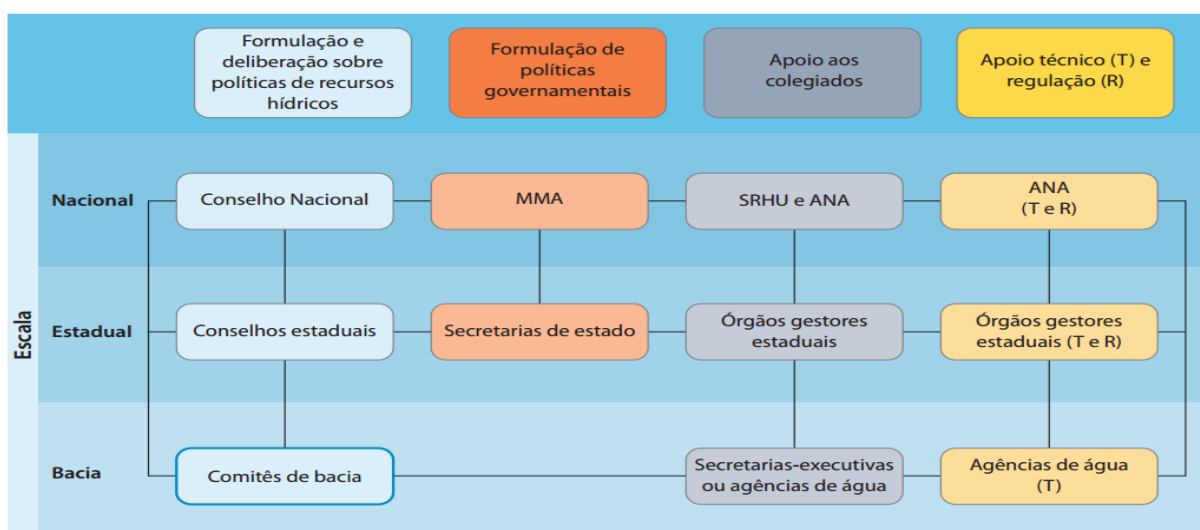 Formulação e
deliberação sobre
políticas de recursos
hídricos
Formulação de
políticas
governamentais
Apoio aos
colegiados
Apoio técnico (T) e
regulação (R)
Escala
Nacional
Conselho Nacional
MMA
SRHU e ANA
ANA
(T e R)
Estadual
Conselhos estaduais
Secretarias de estado
Órgãos gestores
estaduais
Órgãos gestores
estaduais (T e R)
Bacia
Comitês de bacia
Secretarias-executivas
ou agências de água
Agências de água
(T)